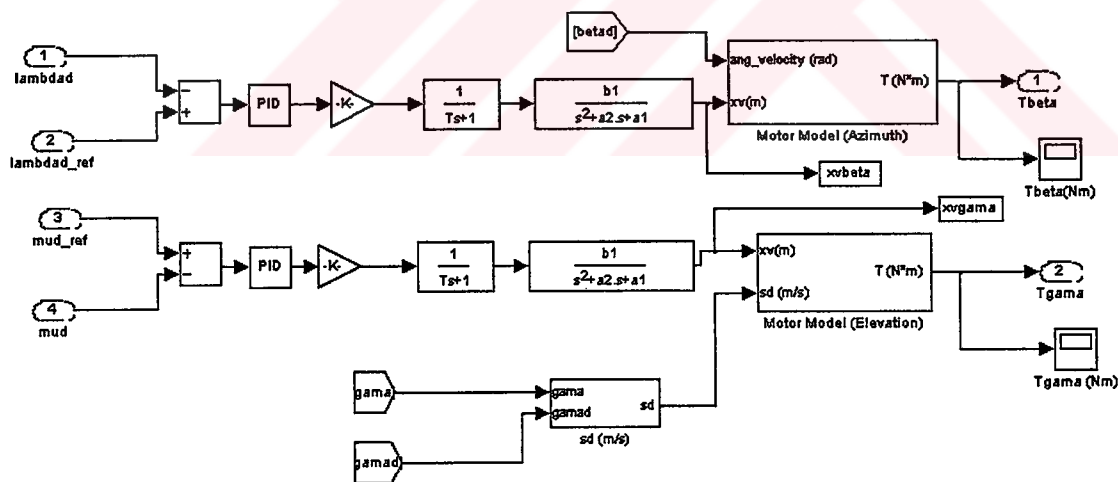 [betad]
1
lambdad
ang_velocity (rad)
T (N*m)
1
Tbeta
−
+
PID
-K-
1
Ts+1
b1
s2+a2.s+a1
xv(m)
Motor Model (Azimuth)
2
lambdad_ref
xvbeta
Tbeta(Nm)
3
mud_ref
xvgama
+
−
PID
-K-
1
Ts+1
b1
s2+a2.s+a1
xv(m)
T (N*m)
sd (m/s)
2
Tgama
4
mud
Motor Model (Elevation)
Tgama (Nm)
gama
gama
gamad
sd
sd (m/s)
gamad